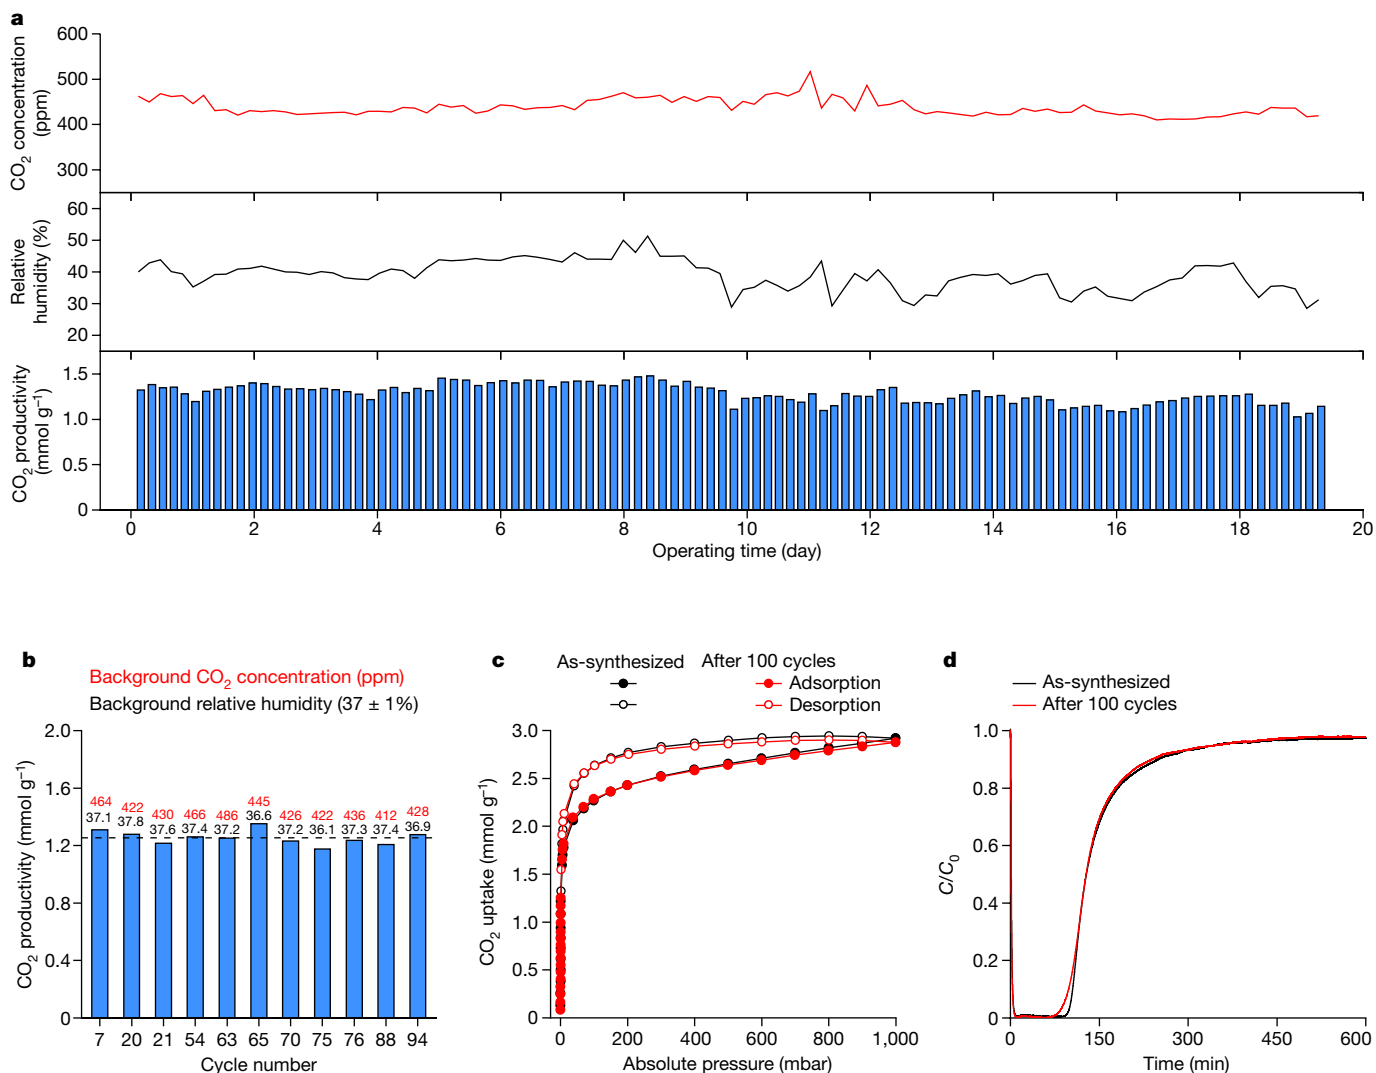 a
600
500
400
300
CO2 concentration
(ppm)
60
50
40
30
20
Relative
humidity (%)
1.5
1.0
0.5
0
CO2 productivity
(mmol g−1)
0 2 4 6 8 10 12 14 16 18 20
Operating time (day)
b
Background CO2 concentration (ppm)
Background relative humidity (37 ± 1%)
2.0
1.6
1.2
0.8
0.4
0
CO2 productivity (mmol g−1)
464 422 430 466 486 445 426 422 436 412 428
37.1 37.8 37.6 37.4 37.2 36.6 37.2 36.1 37.3 37.4 36.9
7 20 21 54 63 65 70 75 76 88 94
Cycle number
c
As-synthesized After 100 cycles
Adsorption
Desorption
3.0
2.5
2.0
1.5
1.0
0.5
0
CO2 uptake (mmol g−1)
0 200 400 600 800 1,000
Absolute pressure (mbar)
d
As-synthesized
After 100 cycles
1.0
0.8
0.6
0.4
0.2
0
C/C0
0 150 300 450 600
Time (min)